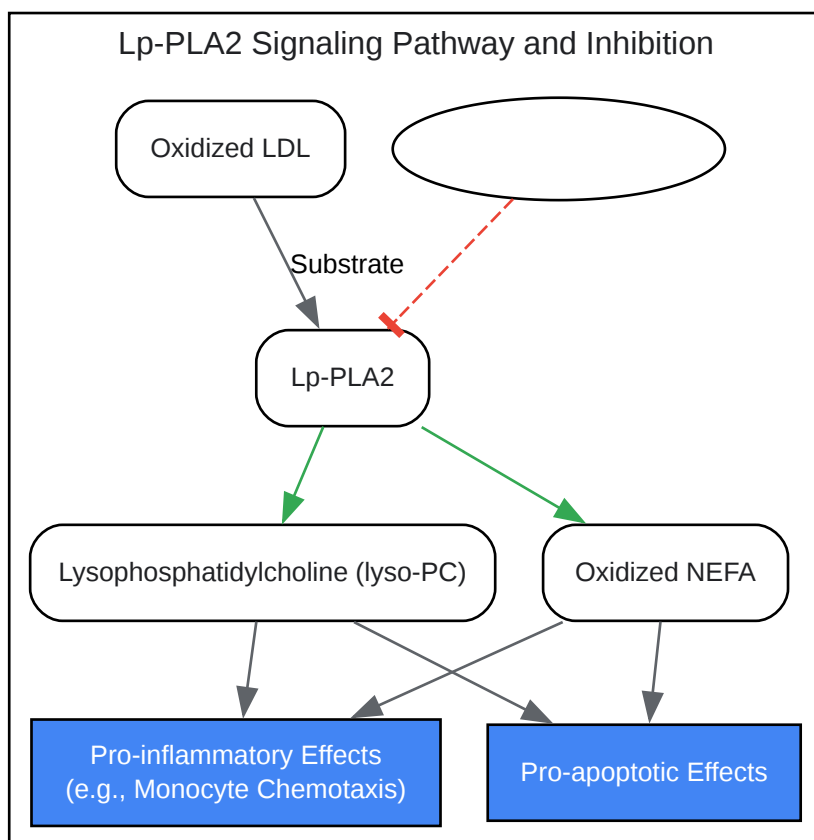 Lp-PLA2 Signaling Pathway and Inhibition
Oxidized LDL
Substrate
Lp-PLA2
Lysophosphatidylcholine (lyso-PC)
Oxidized NEFA
Pro-inflammatory Effects
(e.g., Monocyte Chemotaxis)
Pro-apoptotic Effects